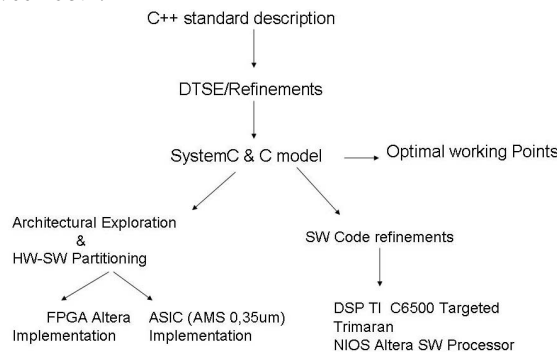 C++ standard description
DTSE/Refinements
SystemC & C model
Optimal working Points
Architectural Exploration
&
HW-SW Partitioning
SW Code refinements
FPGA Altera
Implementation
ASIC (AMS 0,35um)
Implementation
DSP TI C6500 Targeted
Trimaran
NIOS Altera SW Processor